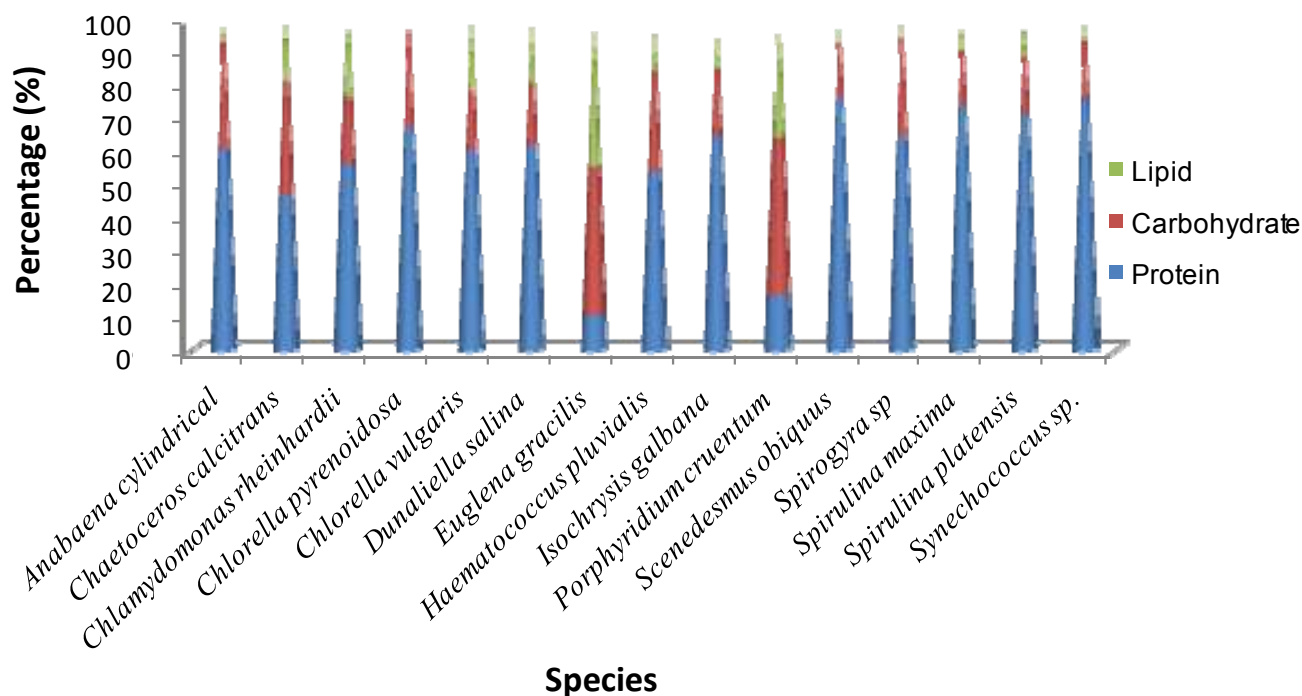 Percentage (%)
100
90
80
70
60
50
40
30
20
10
0
Lipid
Carbohydrate
Protein
Anabaena cylindrical
Chaetoceros calcitrans
Chlamydomonas rheinhardii
Chlorella pyrenoidosa
Chlorella vulgaris
Dunaliella salina
Euglena gracilis
Haematococcus pluvialis
Isochrysis galbana
Porphyridium cruentum
Scenedesmus obiquus
Spirogyra sp
Spirulina maxima
Spirulina platensis
Synechococcus sp.
Species